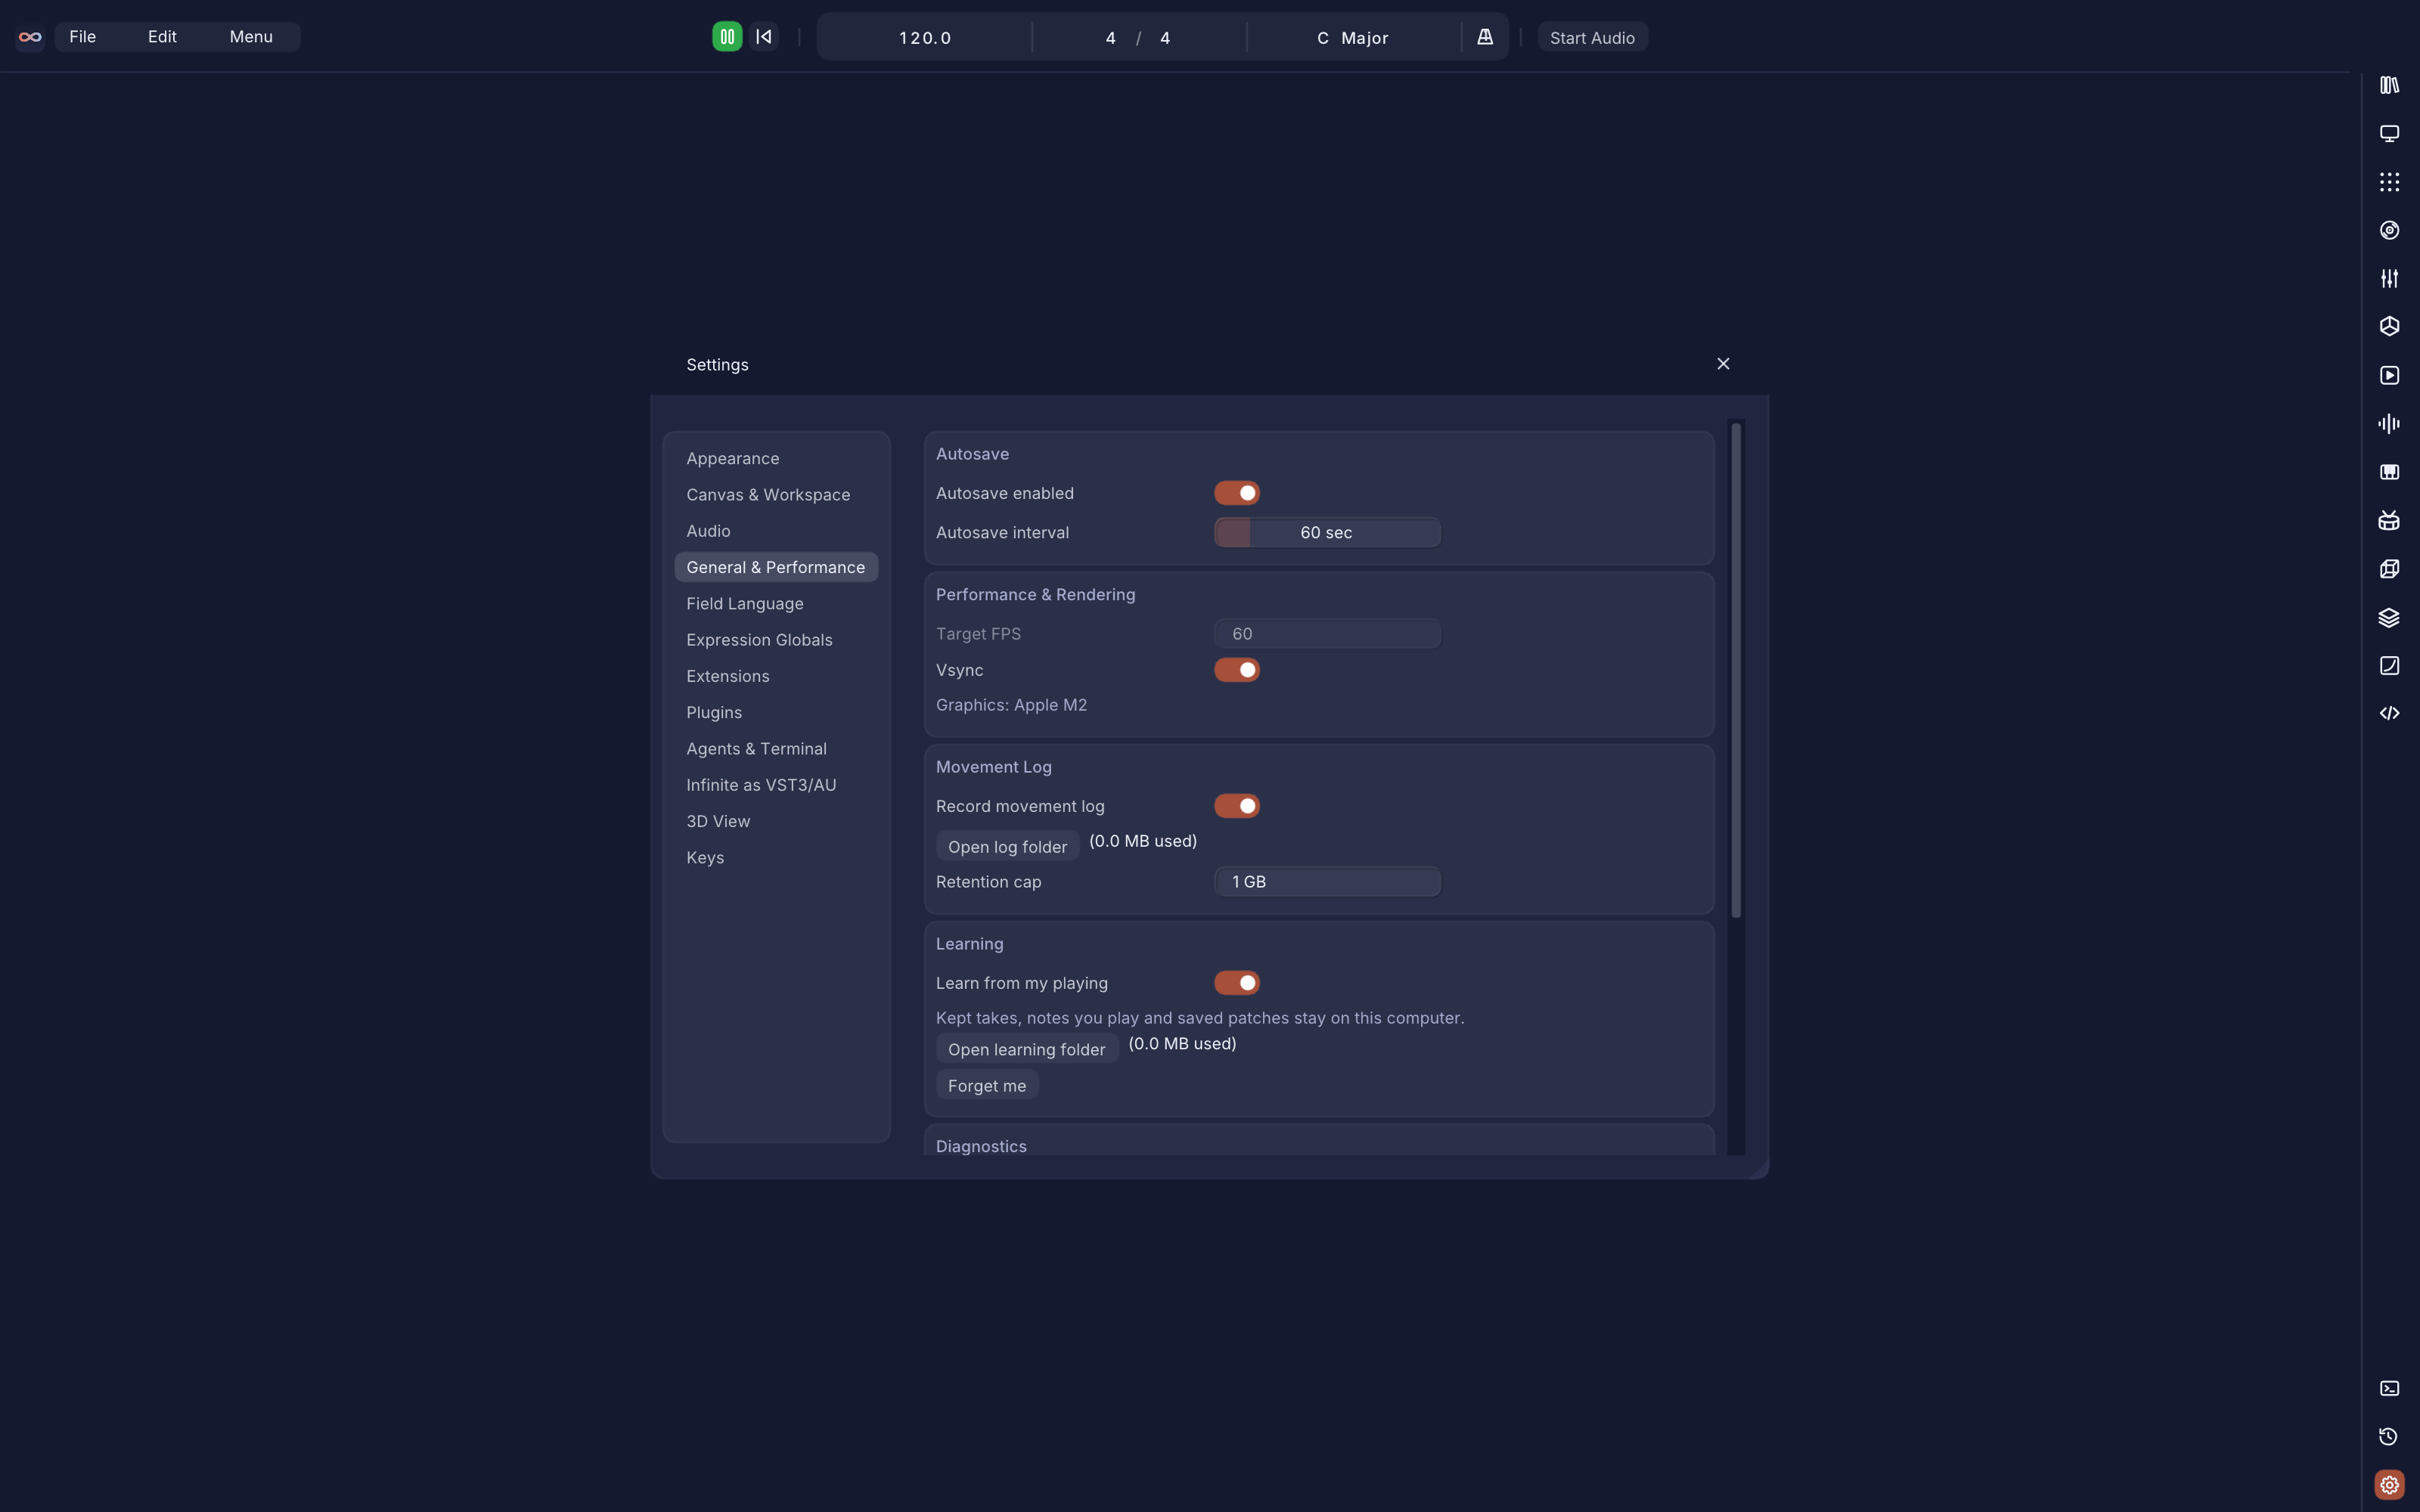 File Edit Menu 120.0 4 / 4 C Major Start Audio
Settings
Appearance
Canvas & Workspace
Audio
General & Performance
Field Language
Expression Globals
Extensions
Plugins
Agents & Terminal
Infinite as VST3/AU
3D View
Keys
Autosave
Autosave enabled
Autosave interval 60 sec
Performance & Rendering
Target FPS 60
Vsync
Graphics: Apple M2
Movement Log
Record movement log
Open log folder (0.0 MB used)
Retention cap 1 GB
Learning
Learn from my playing
Kept takes, notes you play and saved patches stay on this computer.
Open learning folder (0.0 MB used)
Forget me
Diagnostics